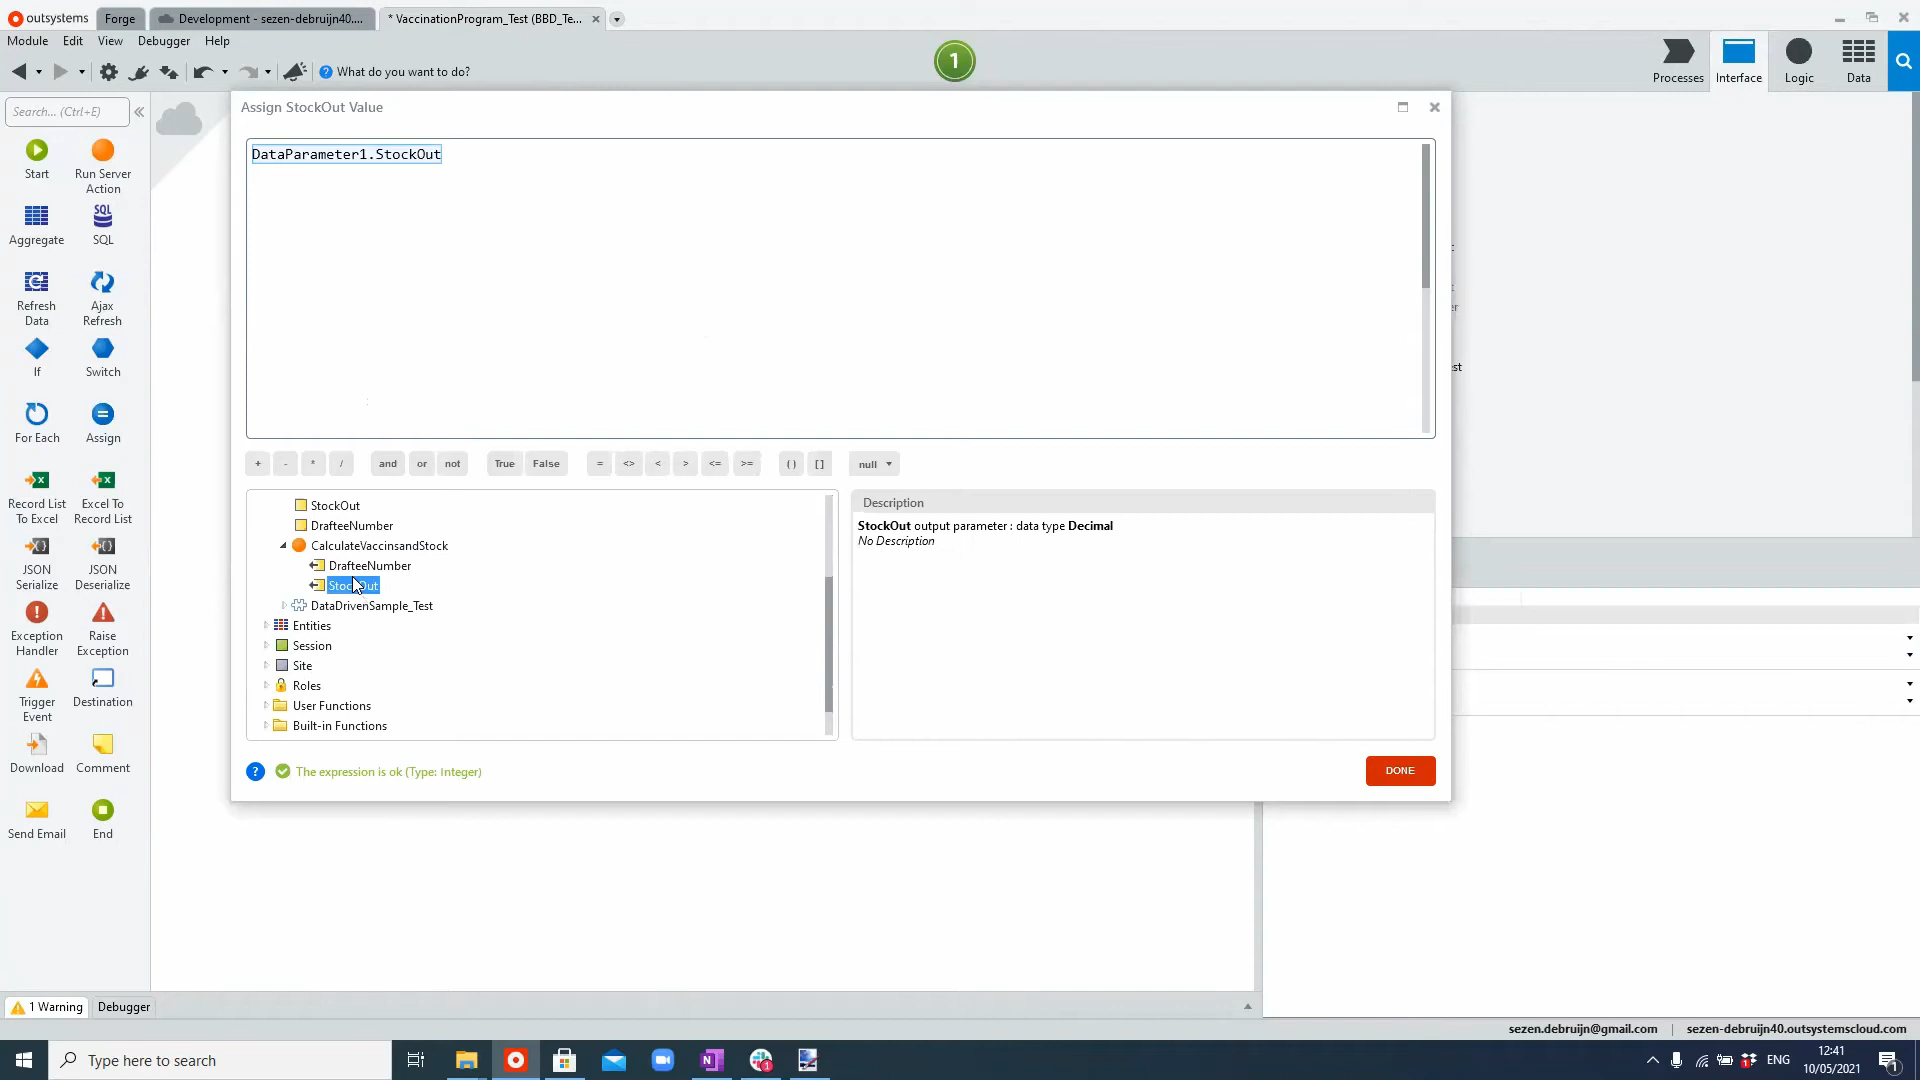 outsystems
Forge
Development - sezen-debruijn40....
* VaccinationProgram_Test (BBD_Te...
Module Edit View Debugger Help
What do you want to do?
1
Processes Interface Logic Data
Search... (Ctrl+E)
Assign StockOut Value
DataParameter1.StockOut
Start
Run Server
Action
Aggregate
SQL
Refresh
Data
Ajax
Refresh
If
Switch
For Each
Assign
Record List
To Excel
Excel To
Record List
JSON
Serialize
JSON
Deserialize
Exception
Handler
Raise
Exception
Trigger
Event
Destination
Download
Comment
Send Email
End
+ - * / and or not True False = <> < > <= >= ( ) [ ] null
StockOut
DrafteeNumber
CalculateVaccinsandStock
DrafteeNumber
StockOut
DataDrivenSample_Test
Entities
Session
Site
Roles
User Functions
Built-in Functions
Description
StockOut output parameter : data type Decimal
No Description
? The expression is ok (Type: Integer)
DONE
1 Warning Debugger
sezen.debruijn@gmail.com | sezen-debruijn40.outsystemscloud.com
Type here to search
ENG
12:41
10/05/2021